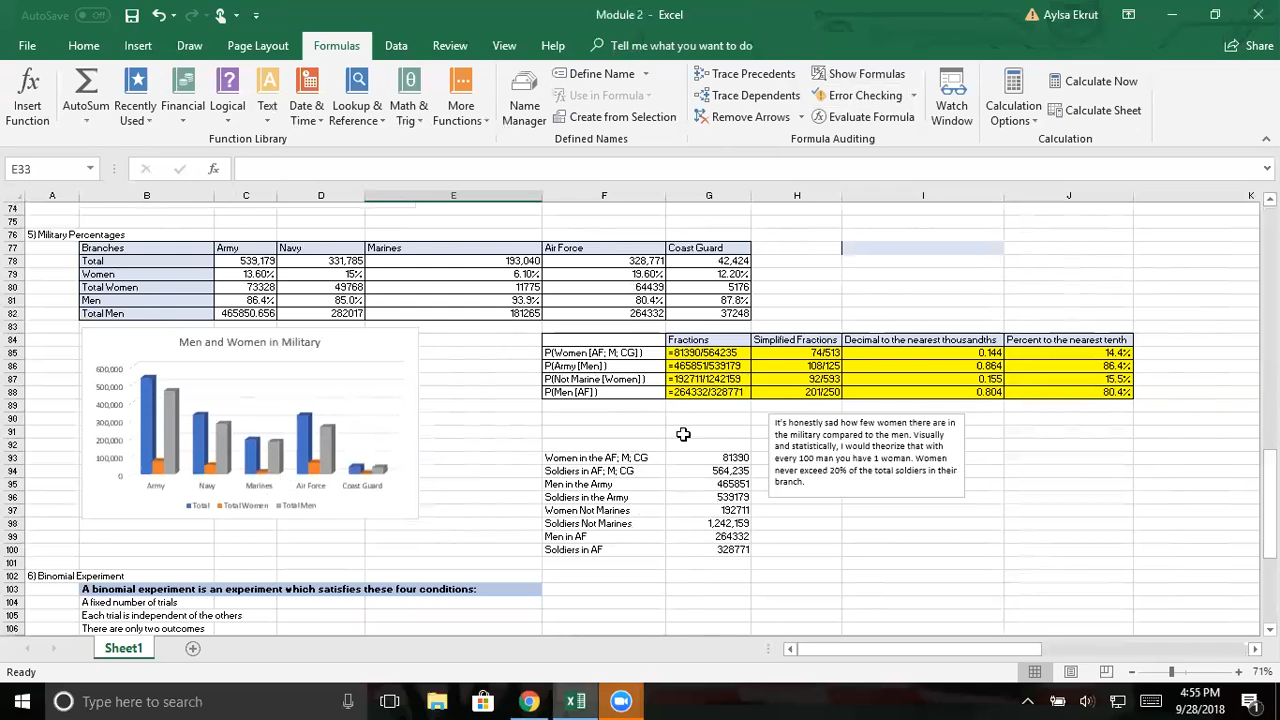 AutoSave Off
Module 2 - Excel
Aylsa Ekrut
File Home Insert Draw Page Layout Formulas Data Review View Help Tell me what you want to do Share
Insert Function
AutoSum
Recently Used
Financial
Logical
Text
Date & Time
Lookup & Reference
Math & Trig
More Functions
Function Library
Name Manager
Define Name
Use in Formula
Create from Selection
Defined Names
Trace Precedents
Trace Dependents
Remove Arrows
Show Formulas
Error Checking
Evaluate Formula
Formula Auditing
Watch Window
Calculation Options
Calculate Now
Calculate Sheet
Calculation
E33 fx
A B C D E F G H I J K
74
75
76 5) Military Percentages
77 Branches Army Navy Marines Air Force Coast Guard
78 Total 539,179 331,785 193,040 328,771 42,424
79 Women 13.60% 15% 6.10% 19.60% 12.20%
80 Total Women 73328 49768 11775 64439 5176
81 Men 86.4% 85.0% 93.9% 80.4% 87.8%
82 Total Men 465850.656 282017 181265 264332 37248
83
84 Fractions Simplified Fractions Decimal to the nearest thousandths Percent to the nearest tenth
85 P(Women [AF; M; CG] ) =81390/564235 74/513 0.144 14.4%
86 P(Army [Men] ) =465851/539179 108/125 0.864 86.4%
87 P(Not Marine [Women] ) =192711/1242159 92/593 0.155 15.5%
88 P(Men [AF] ) =264332/328771 201/250 0.804 80.4%
89
90
91
92
93 Women in the AF; M; CG 81390
94 Soldiers in AF; M; CG 564,235
95 Men in the Army 465851
96 Soldiers in the Army 539179
97 Women Not Marines 192711
98 Soldiers Not Marines 1,242,159
99 Men in AF 264332
100 Soldiers in AF 328771
101
Men and Women in Military
600,000
500,000
400,000
300,000
200,000
100,000
0
Army Navy Marines Air Force Coast Guard
Total Total Women Total Men
It's honestly sad how few women there are in
the military compared to the men. Visually
and statistically, I would theorize that with
every 100 man you have 1 woman. Women
never exceed 20% of the total soldiers in their
branch.
102 6) Binomial Experiment
103 A binomial experiment is an experiment which satisfies these four conditions:
104 A fixed number of trials
105 Each trial is independent of the others
106 There are only two outcomes
Sheet1
Ready
71%
Type here to search
4:55 PM
9/28/2018
1